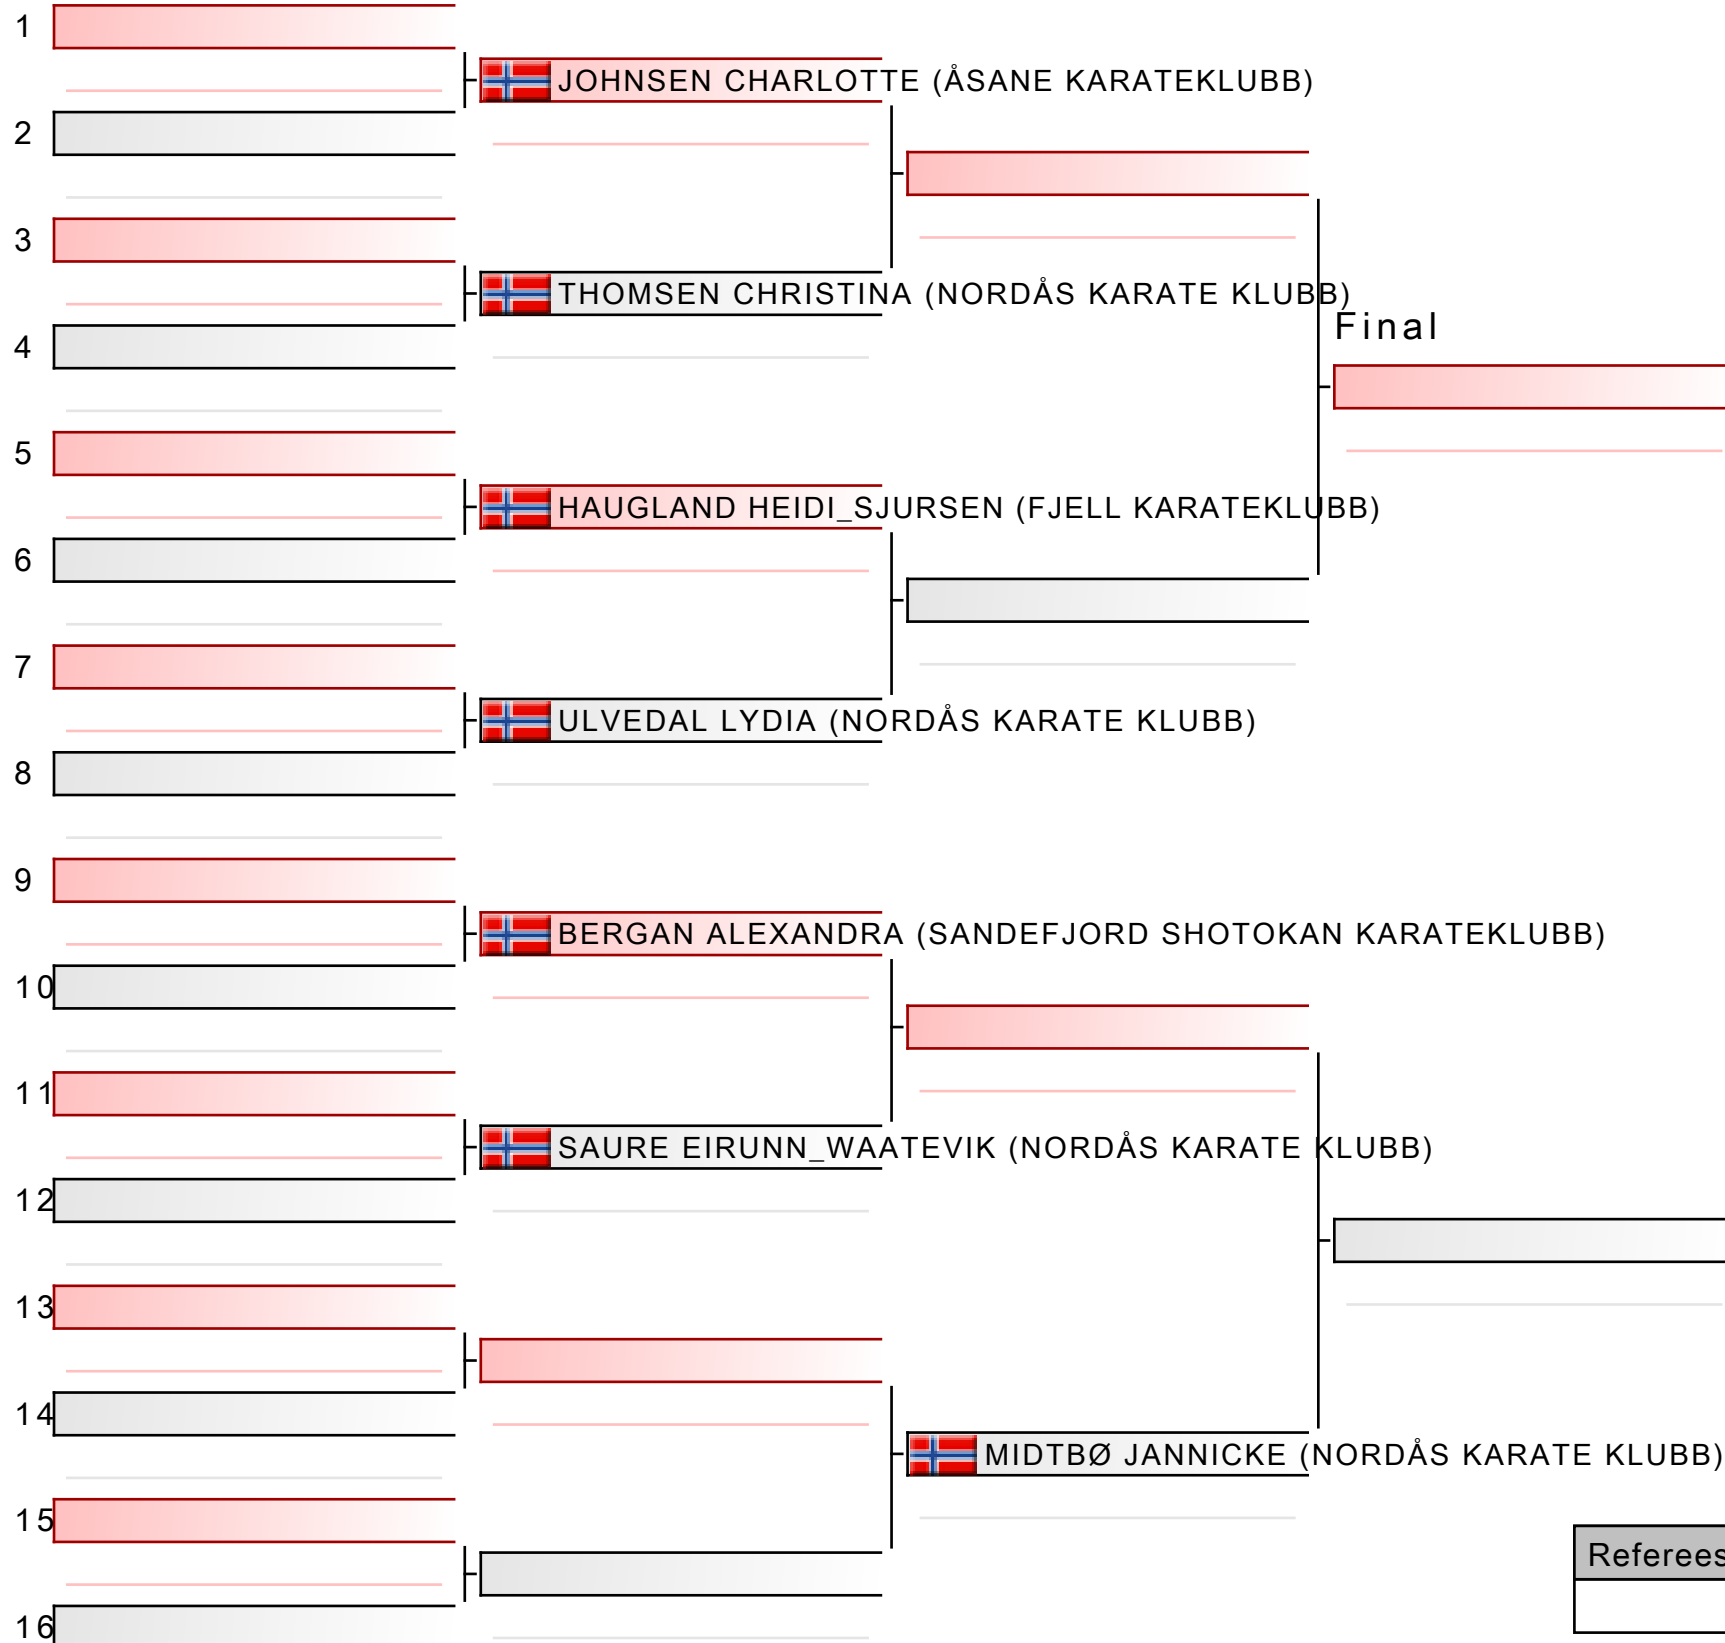 1
JOHNSEN CHARLOTTE (ÅSANE KARATEKLUBB)
2
3
THOMSEN CHRISTINA (NORDÅS KARATE KLUBB)
Final
4
5
HAUGLAND HEIDI_SJURSEN (FJELL KARATEKLUBB)
6
7
ULVEDAL LYDIA (NORDÅS KARATE KLUBB)
8
9
BERGAN ALEXANDRA (SANDEFJORD SHOTOKAN KARATEKLUBB)
10
11
SAURE EIRUNN_WAATEVIK (NORDÅS KARATE KLUBB)
12
13
14
MIDTBØ JANNICKE (NORDÅS KARATE KLUBB)
15
Referees
16